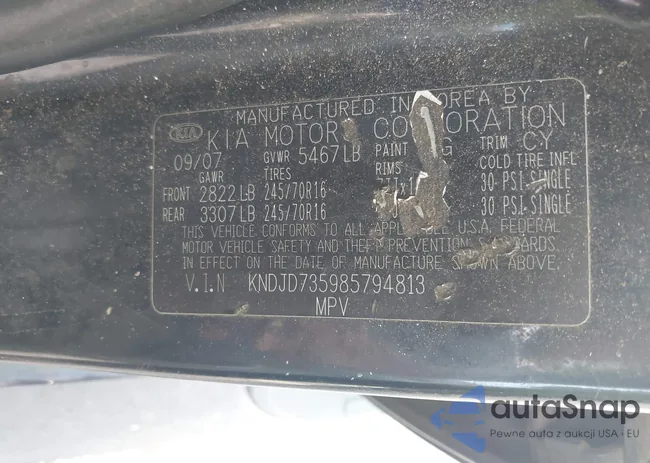 MANUFACTURED IN KOREA BY
KIA KIA MOTORS CORPORATION
09/07 GVWR 5467LB PAINT G TRIM CY
GAWR TIRES RIMS COLD TIRE INFL
FRONT 2822LB 245/70R16 30 PSI.SINGLE
REAR 3307LB 245/70R16 30 PSI.SINGLE
THIS VEHICLE CONFORMS TO ALL APPLICABLE U.S.A. FEDERAL
MOTOR VEHICLE SAFETY AND THEFT PREVENTION STANDARDS
IN EFFECT ON THE DATE OF MANUFACTURE SHOWN ABOVE.
V.I.N KNDJD735985794813
MPV
autaSnap
Pewne auta z aukcji USA - EU